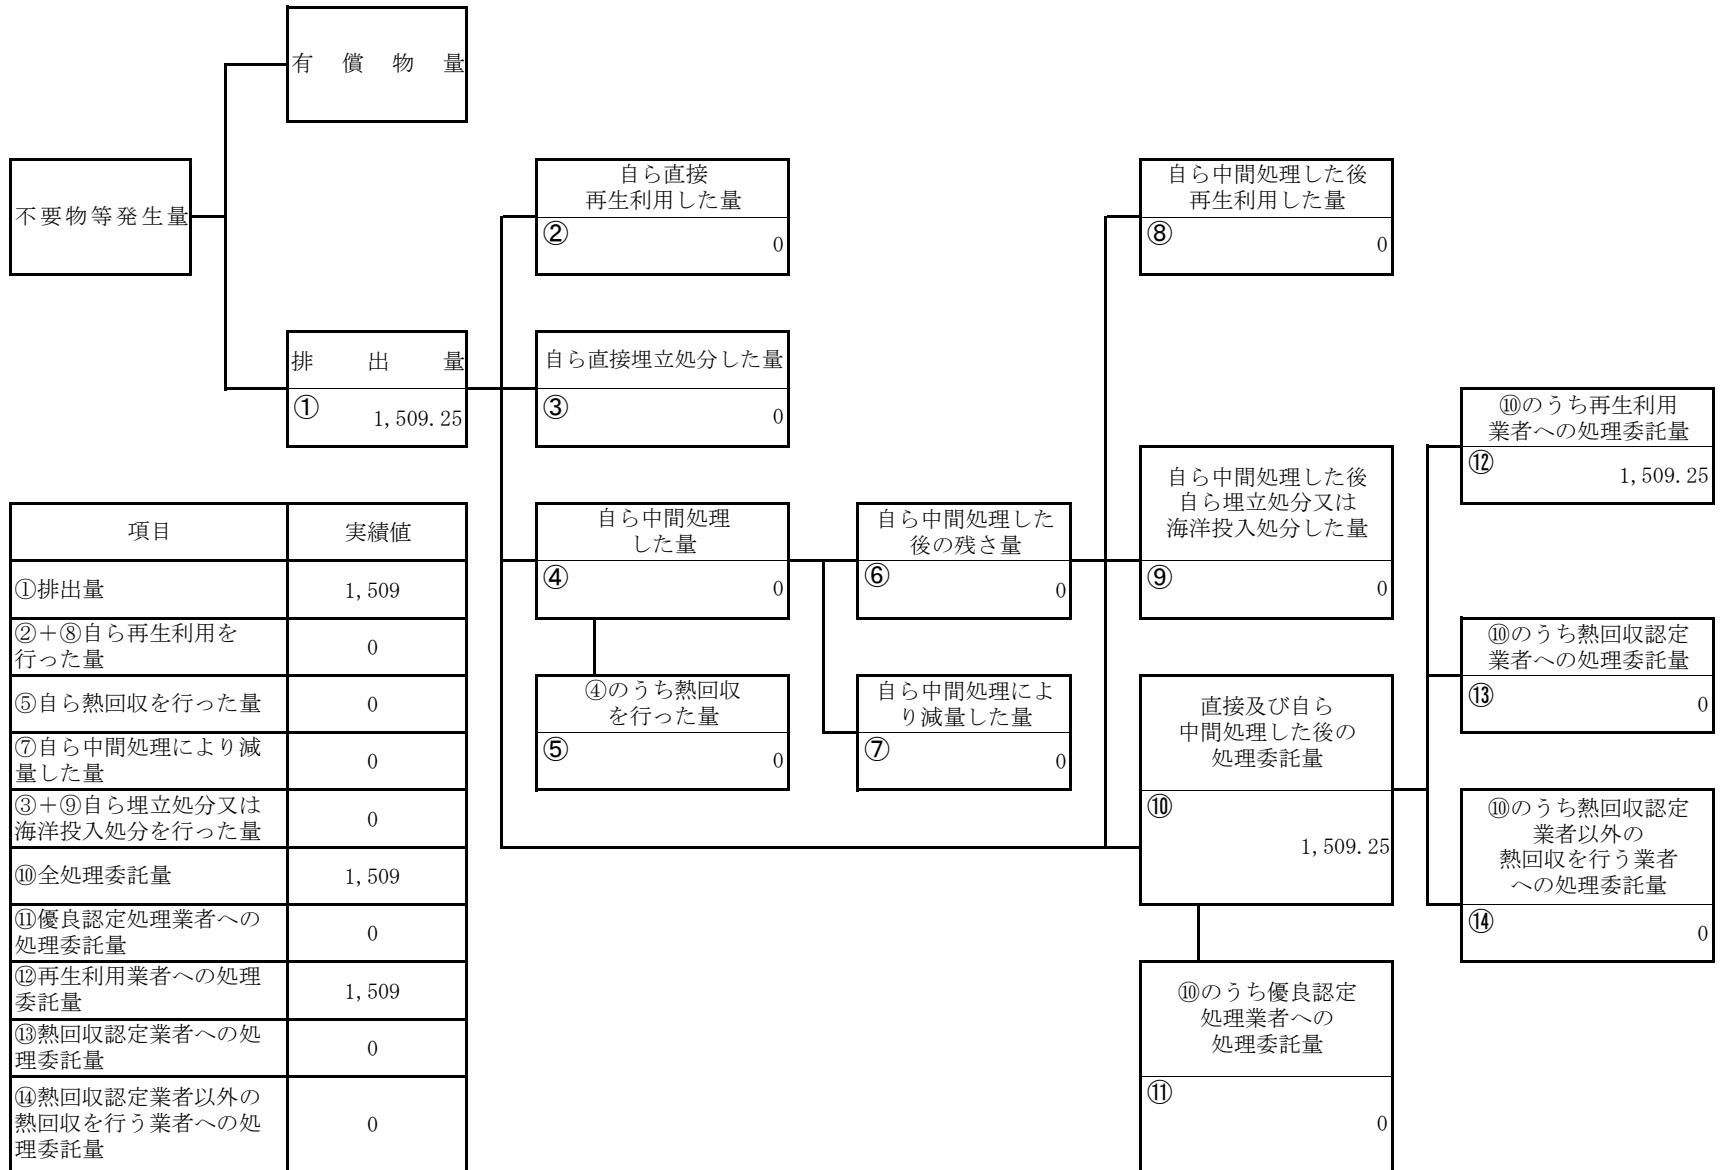 有償物量
不要物等発生量
排出量
① 1,509.25
自ら直接
再生利用した量
② 0
自ら直接埋立処分した量
③ 0
自ら中間処理
した量
④ 0
④のうち熱回収
を行った量
⑤ 0
自ら中間処理した
後の残さ量
⑥ 0
自ら中間処理によ
り減量した量
⑦ 0
自ら中間処理した後
再生利用した量
⑧ 0
自ら中間処理した後
自ら埋立処分又は
海洋投入処分した量
⑨ 0
直接及び自ら
中間処理した後の
処理委託量
⑩
1,509.25
⑩のうち優良認定
処理業者への
処理委託量
⑪
0
⑩のうち再生利用
業者への処理委託量
⑫ 1,509.25
⑩のうち熱回収認定
業者への処理委託量
⑬ 0
⑩のうち熱回収認定
業者以外の
熱回収を行う業者
への処理委託量
⑭ 0
項目 実績値
①排出量 1,509
②＋⑧自ら再生利用を
行った量 0
⑤自ら熱回収を行った量 0
⑦自ら中間処理により減
量した量 0
③＋⑨自ら埋立処分又は
海洋投入処分を行った量 0
⑩全処理委託量 1,509
⑪優良認定処理業者への
処理委託量 0
⑫再生利用業者への処理
委託量 1,509
⑬熱回収認定業者への処
理委託量 0
⑭熱回収認定業者以外の
熱回収を行う業者への処
理委託量 0